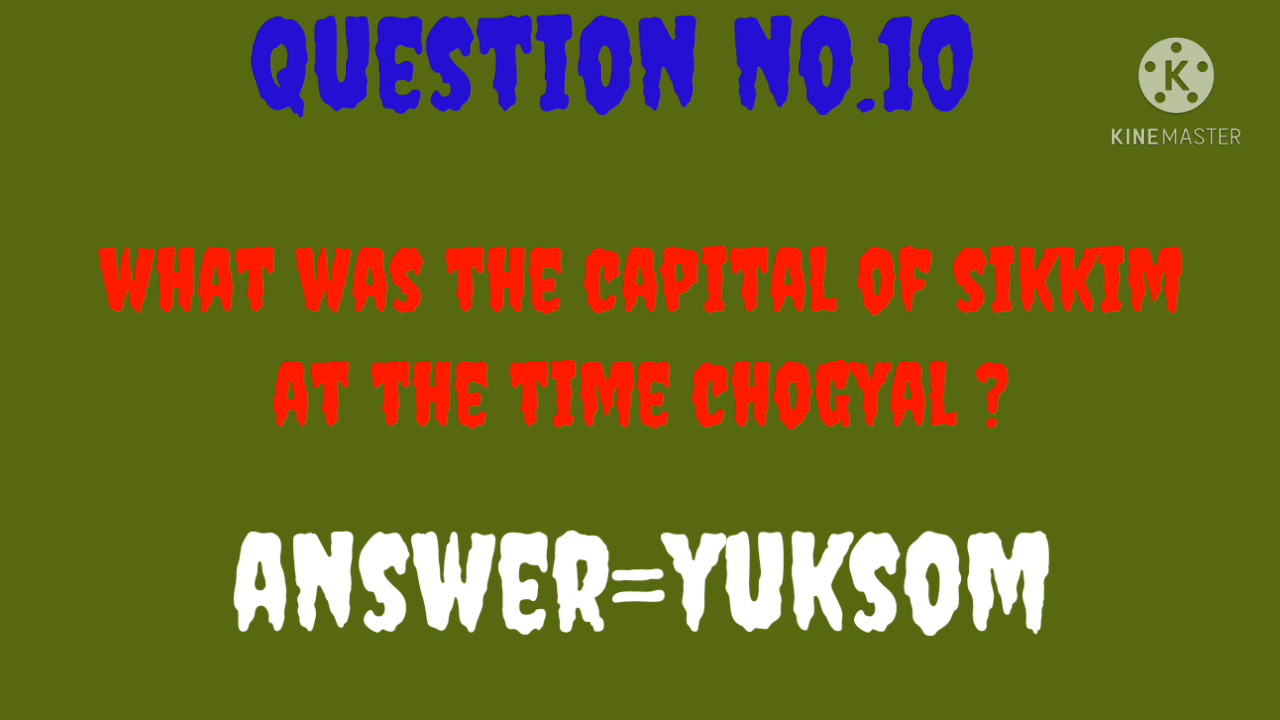 QUESTION NO.10
K
KINEMASTER
WHAT WAS THE CAPITAL OF SIKKIM
AT THE TIME CHOGYAL ?
ANSWER=YUKSOM